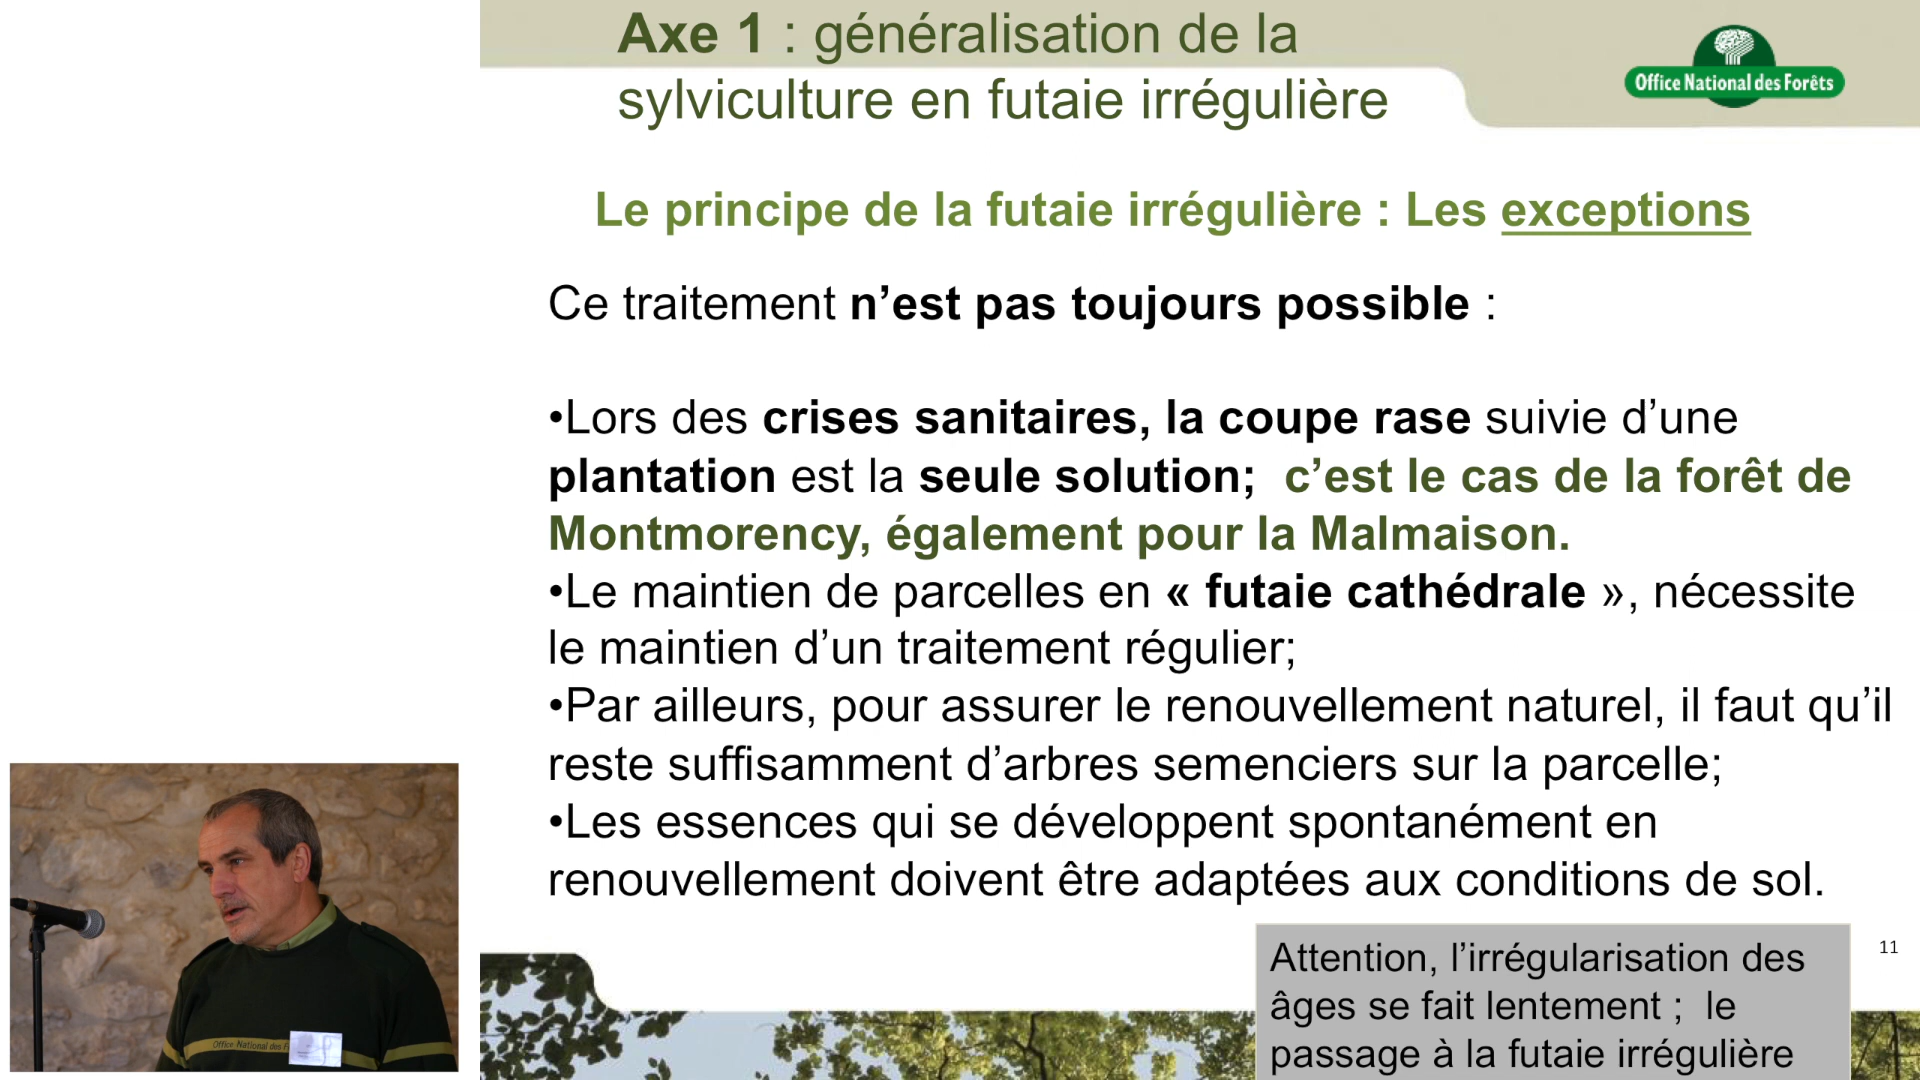 Axe 1 : généralisation de la
sylviculture en futaie irrégulière
Office National des Forêts
Le principe de la futaie irrégulière : Les exceptions
Ce traitement n’est pas toujours possible :
•Lors des crises sanitaires, la coupe rase suivie d’une
plantation est la seule solution;  c’est le cas de la forêt de
Montmorency, également pour la Malmaison.
•Le maintien de parcelles en « futaie cathédrale », nécessite
le maintien d’un traitement régulier;
•Par ailleurs, pour assurer le renouvellement naturel, il faut qu’il
reste suffisamment d’arbres semenciers sur la parcelle;
•Les essences qui se développent spontanément en
renouvellement doivent être adaptées aux conditions de sol.
Attention, l’irrégularisation des
âges se fait lentement ;  le
passage à la futaie irrégulière
11
Office National des F